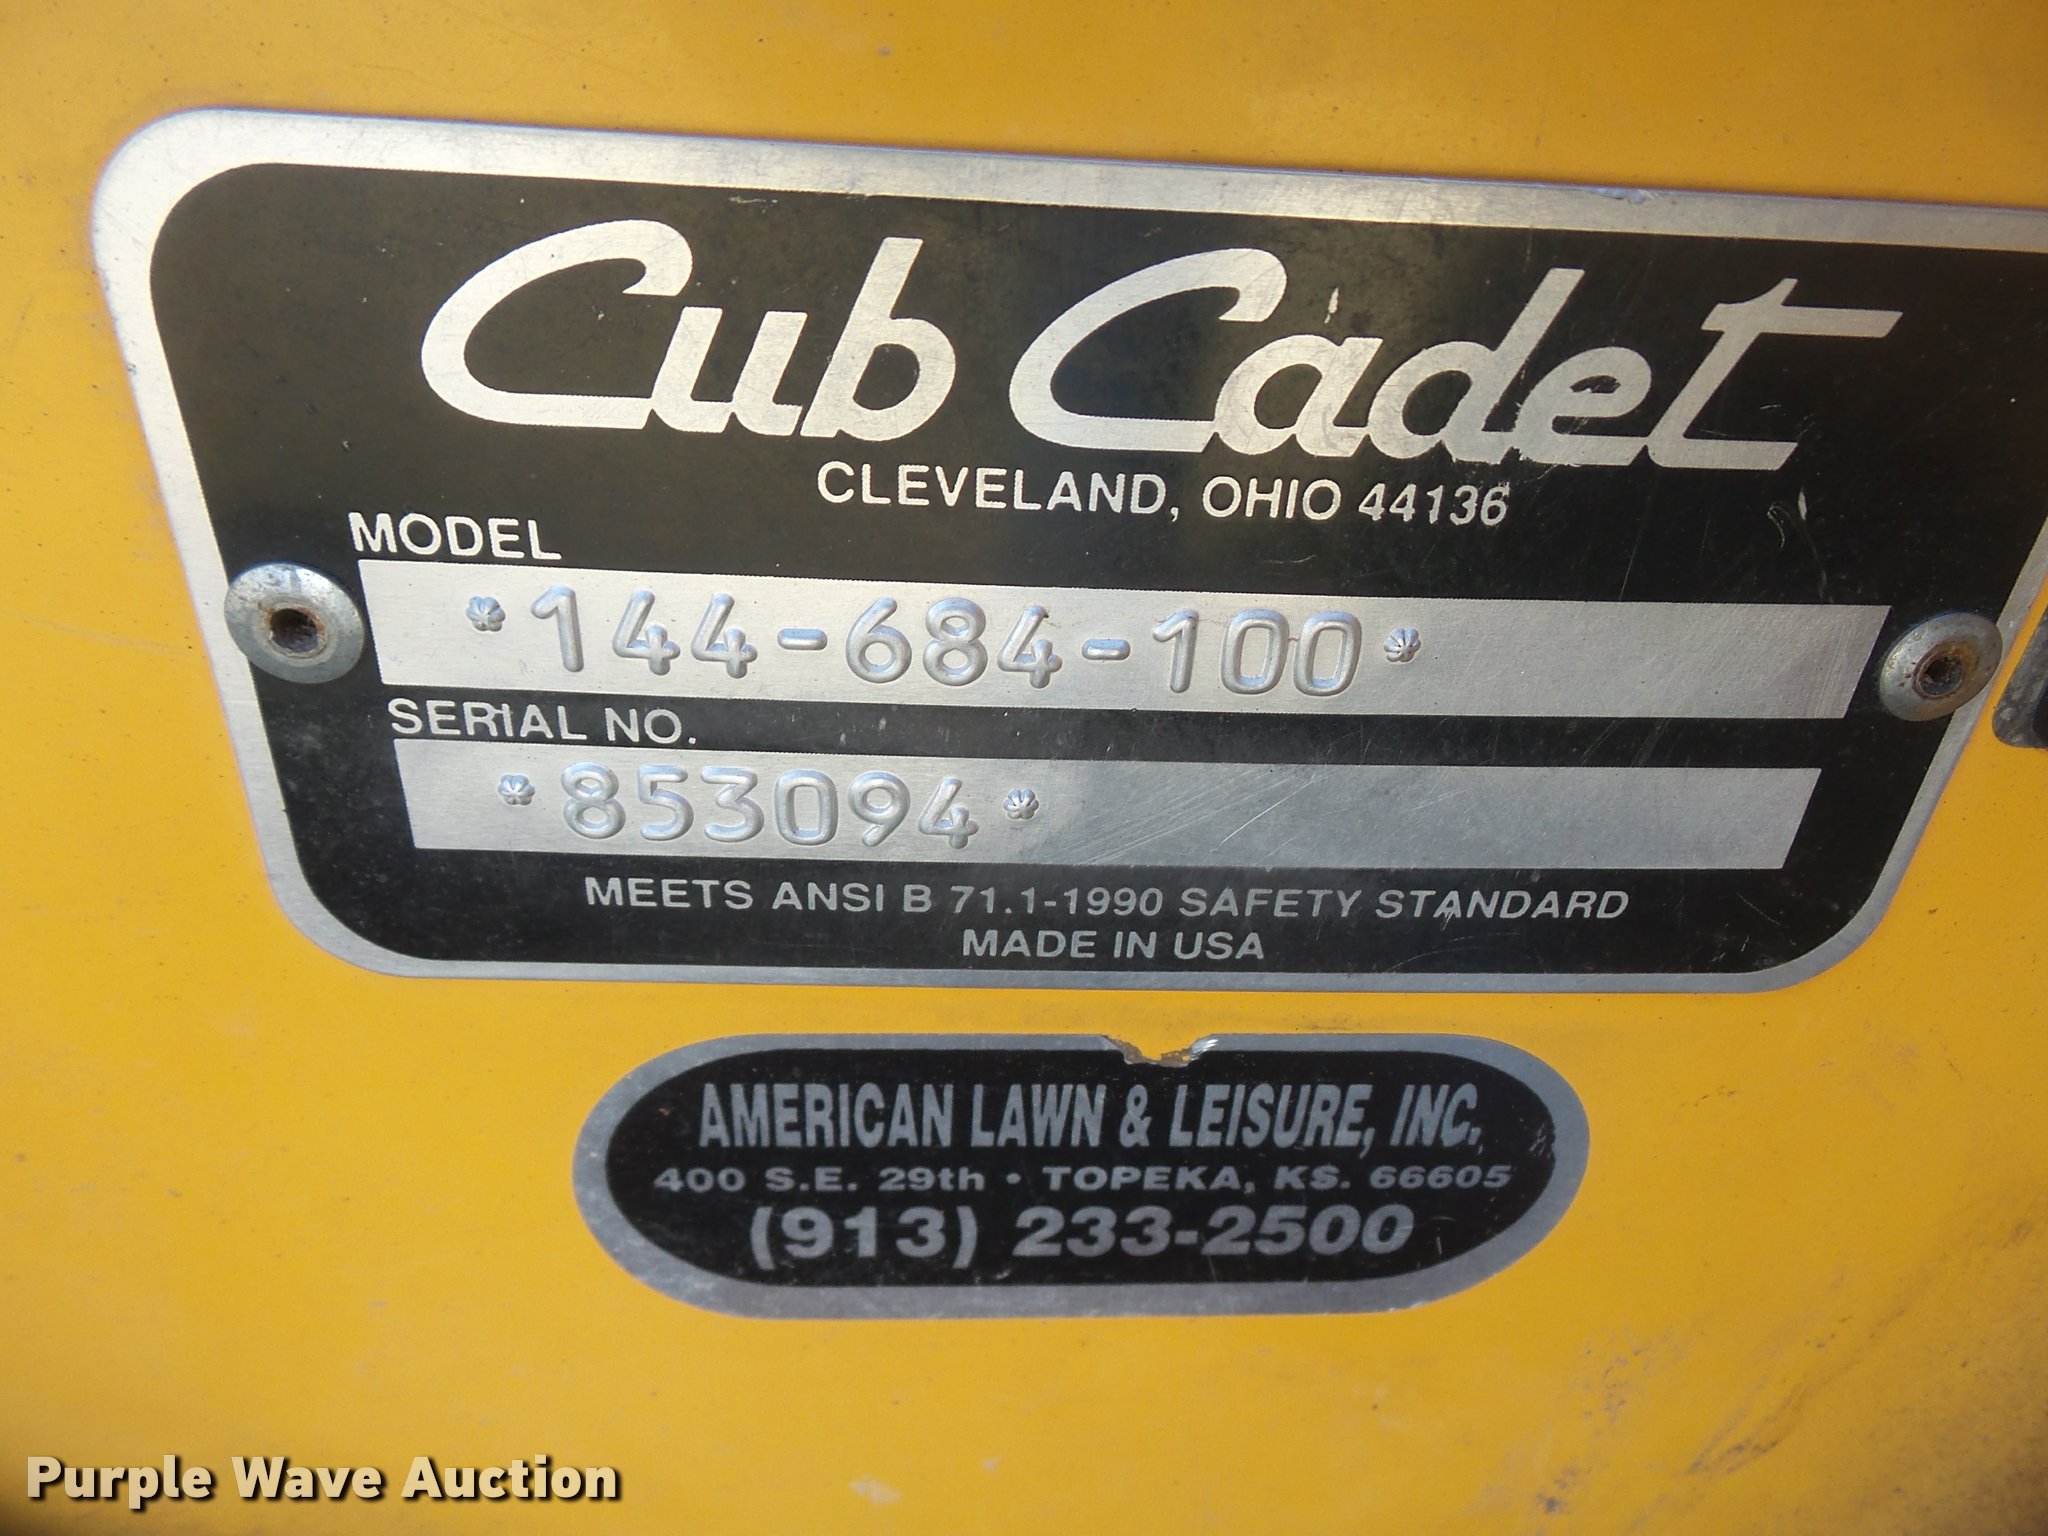 Cub Cadet
CLEVELAND, OHIO 44136
MODEL
*144-684-100*
SERIAL NO.
*853094*
MEETS ANSI B 71.1-1990 SAFETY STANDARD
MADE IN USA
AMERICAN LAWN & LEISURE, INC.
400 S.E. 29th • TOPEKA, KS. 66605
(913) 233-2500
Purple Wave Auction